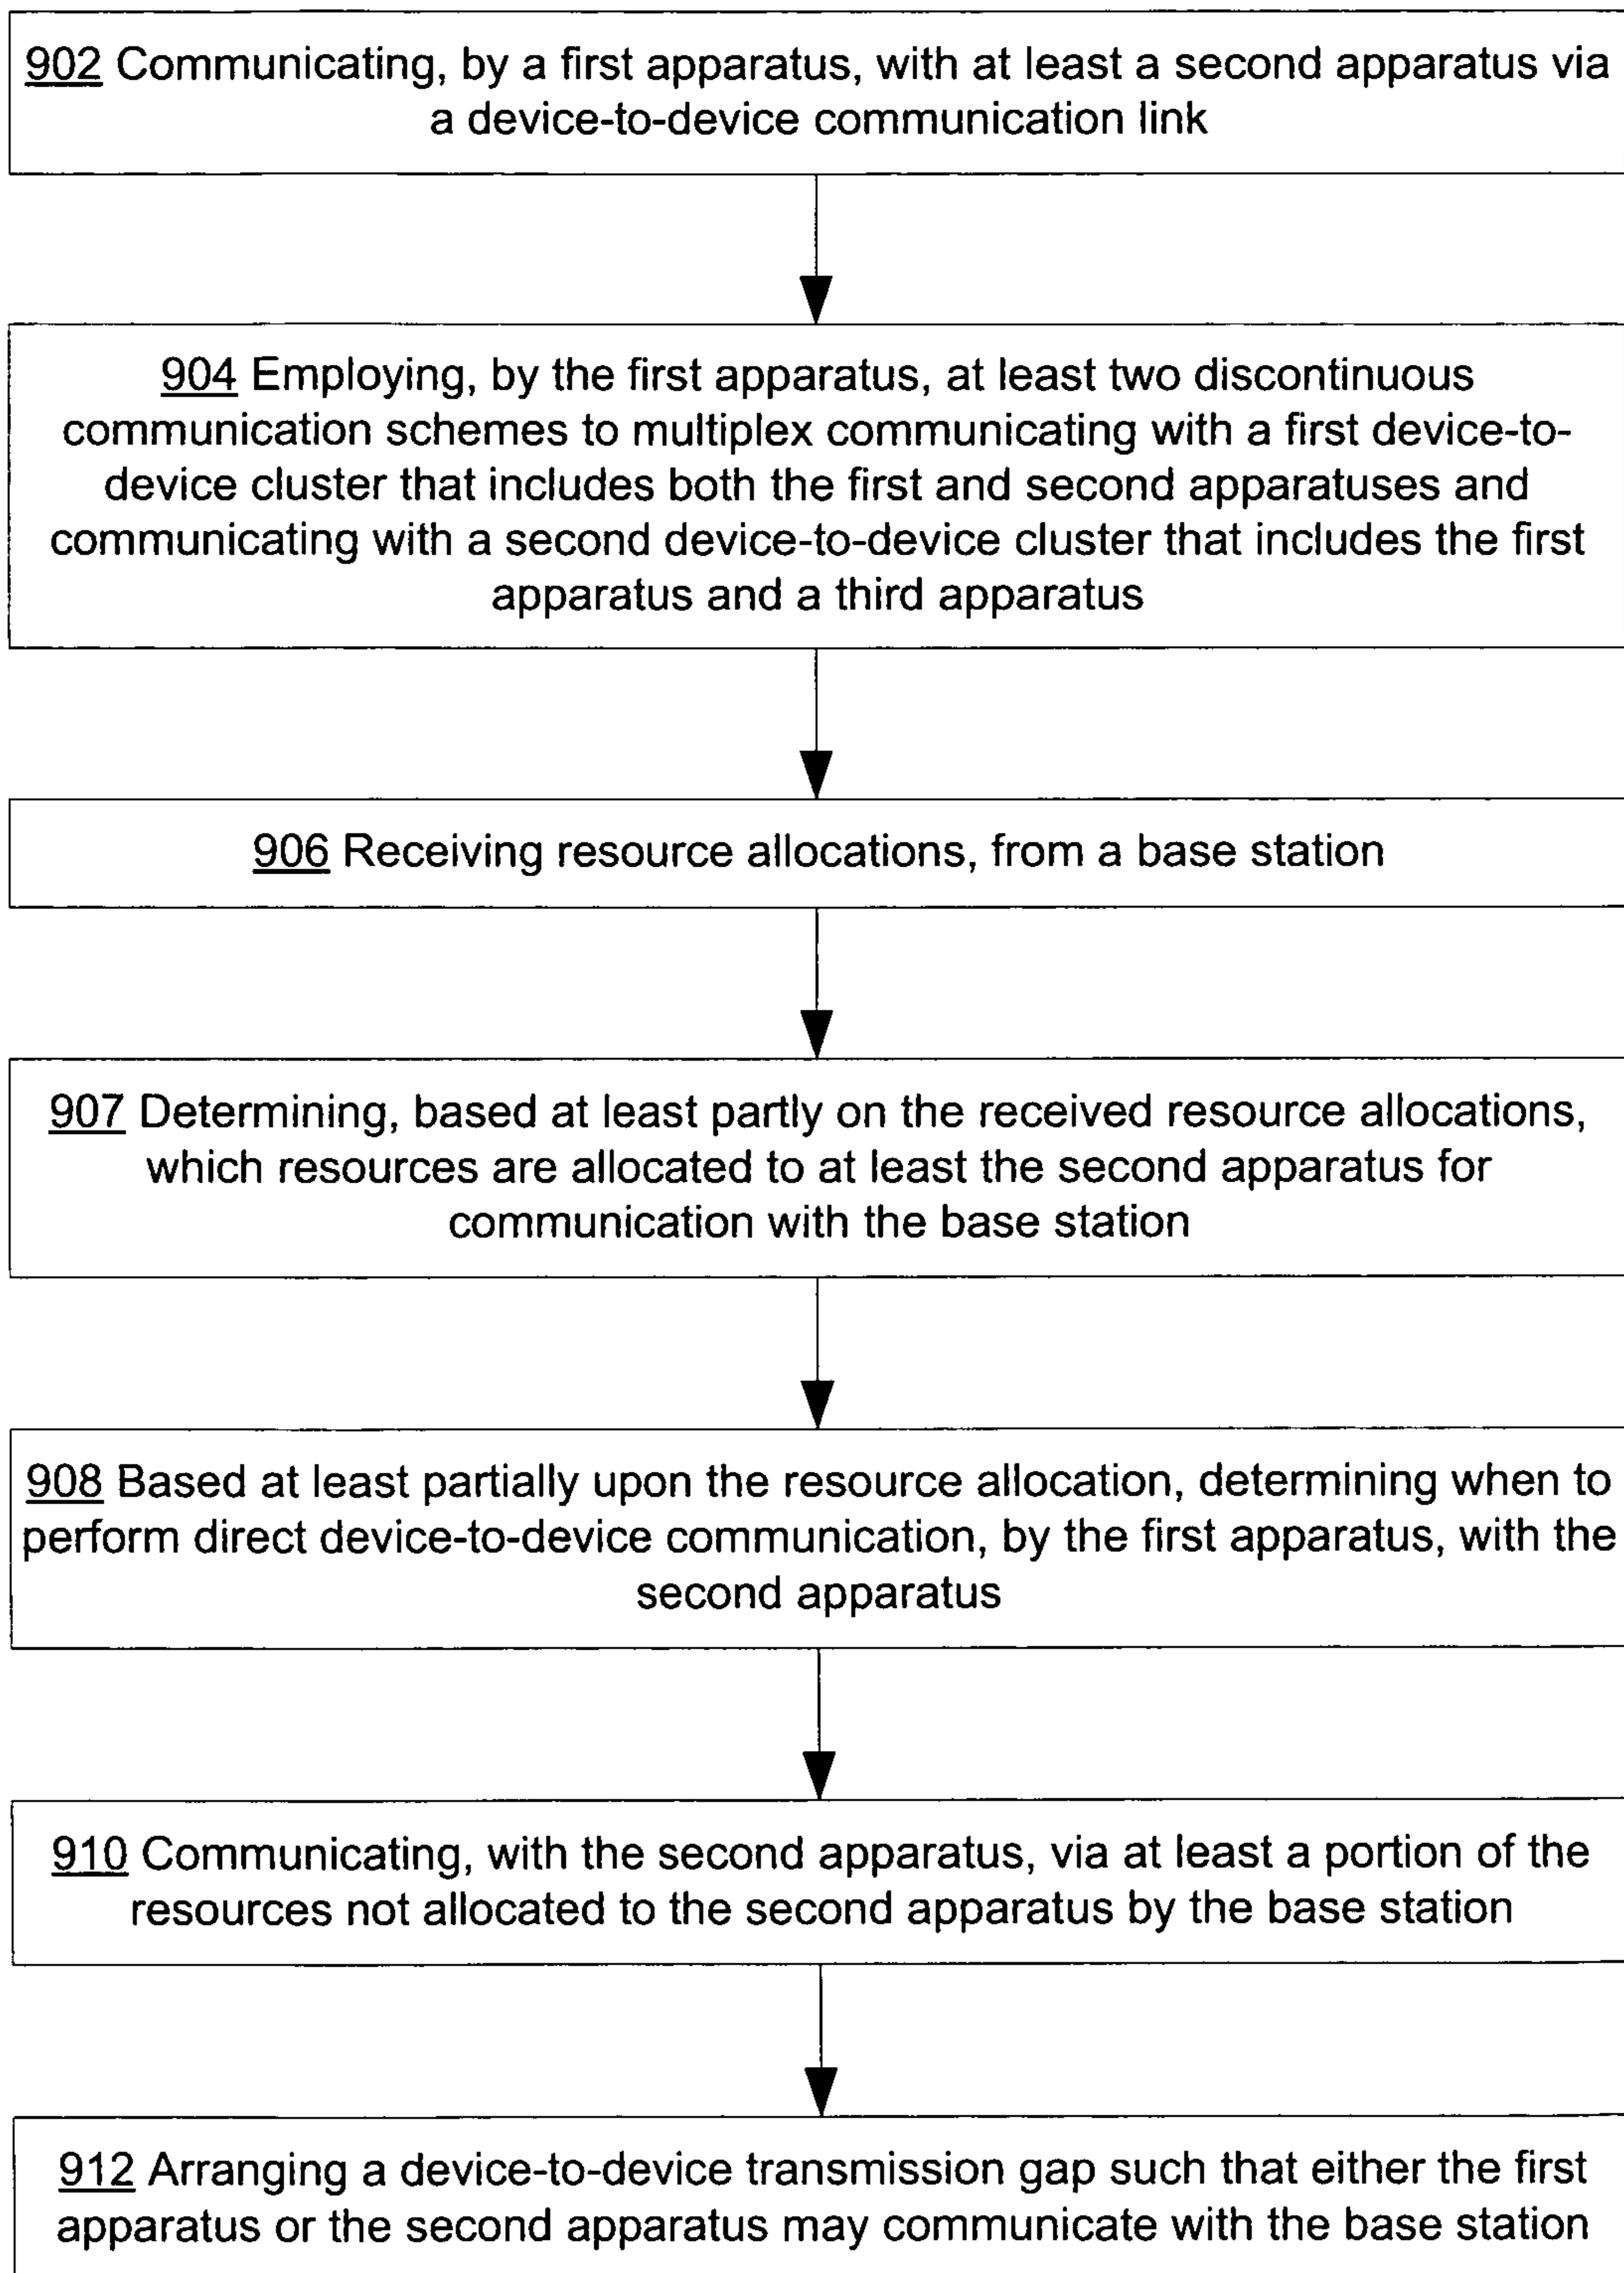 902 Communicating, by a first apparatus, with at least a second apparatus via
a device-to-device communication link
904 Employing, by the first apparatus, at least two discontinuous
communication schemes to multiplex communicating with a first device-to-
device cluster that includes both the first and second apparatuses and
communicating with a second device-to-device cluster that includes the first
apparatus and a third apparatus
906 Receiving resource allocations, from a base station
907 Determining, based at least partly on the received resource allocations,
which resources are allocated to at least the second apparatus for
communication with the base station
908 Based at least partially upon the resource allocation, determining when to
perform direct device-to-device communication, by the first apparatus, with the
second apparatus
910 Communicating, with the second apparatus, via at least a portion of the
resources not allocated to the second apparatus by the base station
912 Arranging a device-to-device transmission gap such that either the first
apparatus or the second apparatus may communicate with the base station